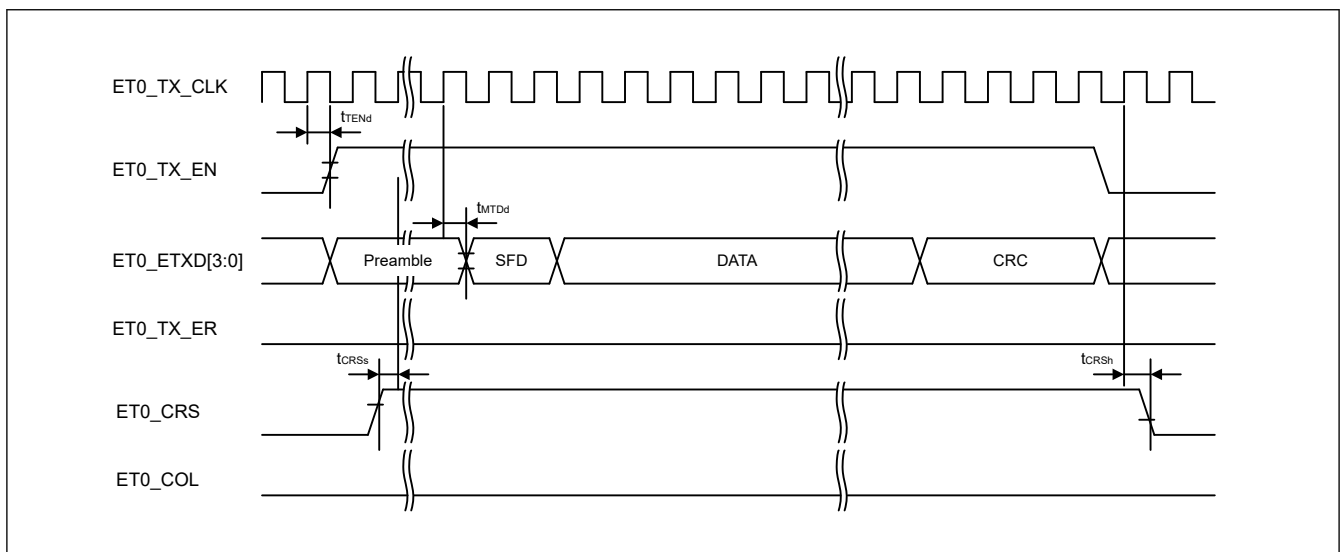 ET0_TX_CLK
tTENd
ET0_TX_EN
tMTDd
ET0_ETXD[3:0]
Preamble
SFD
DATA
CRC
ET0_TX_ER
tCRSs
tCRSh
ET0_CRS
ET0_COL